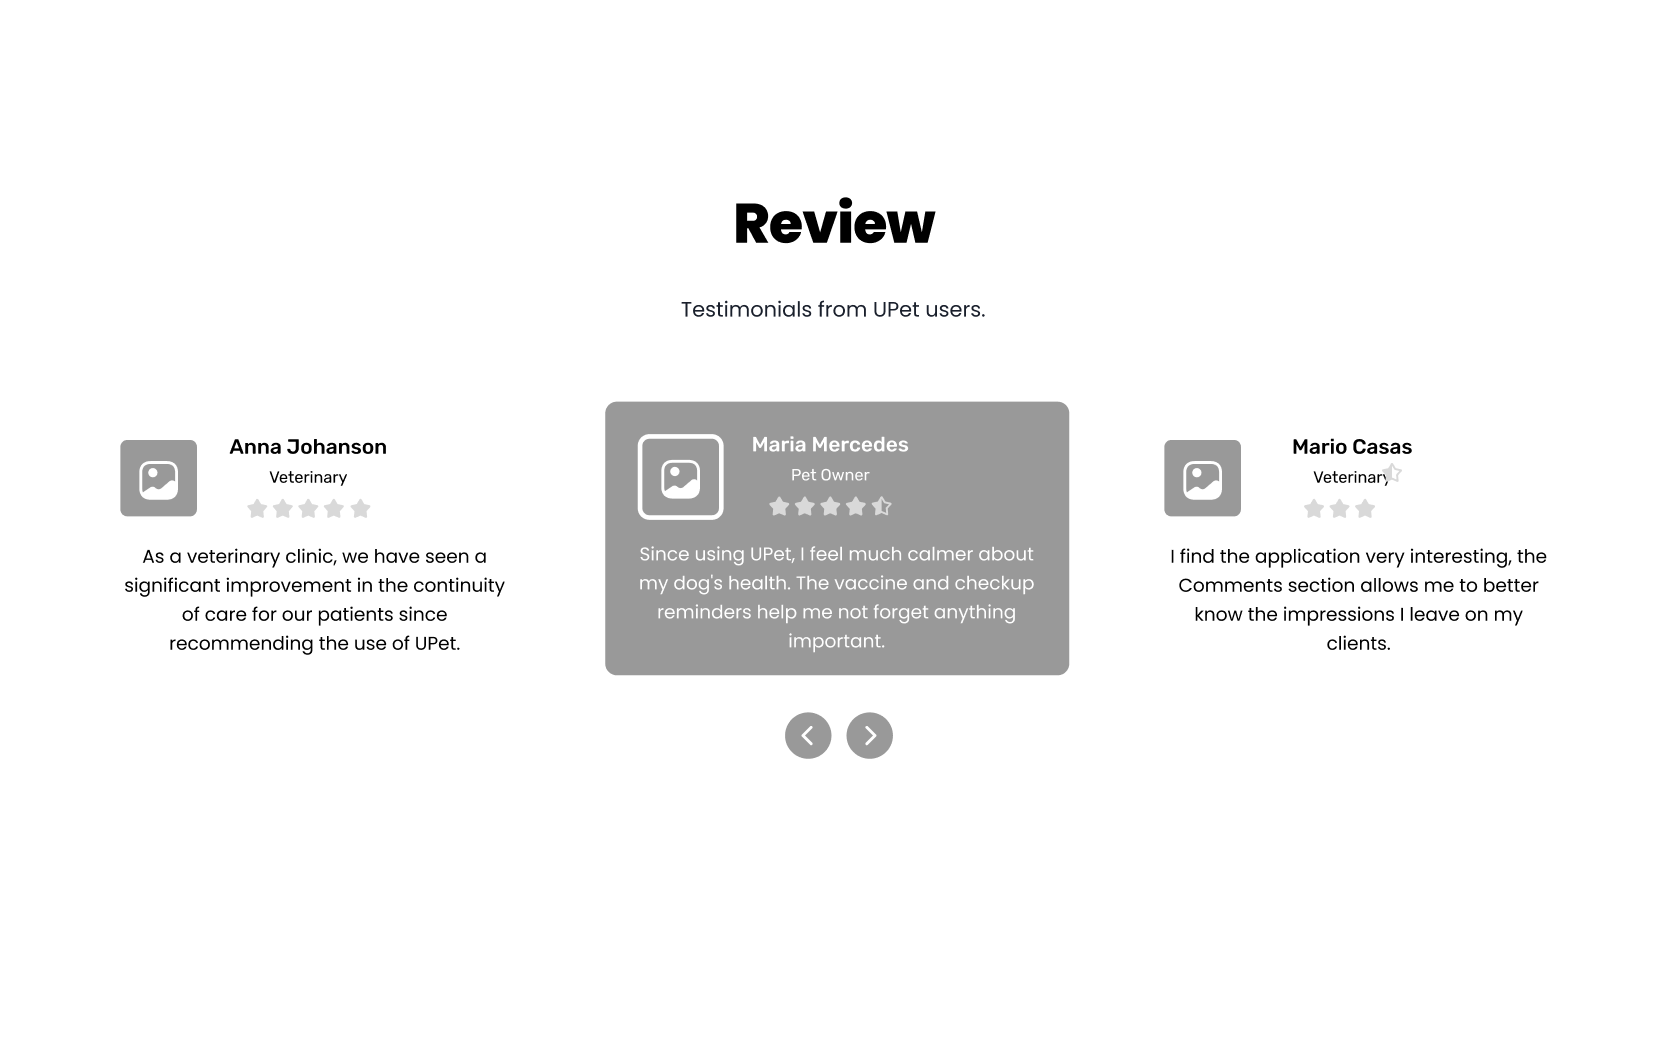 Review
Testimonials from UPet users.
Anna Johanson
Veterinary
As a veterinary clinic, we have seen a
significant improvement in the continuity
of care for our patients since
recommending the use of UPet.
Maria Mercedes
Pet Owner
Since using UPet, I feel much calmer about
my dog's health. The vaccine and checkup
reminders help me not forget anything
important.
Mario Casas
Veterinary
I find the application very interesting, the
Comments section allows me to better
know the impressions I leave on my
clients.